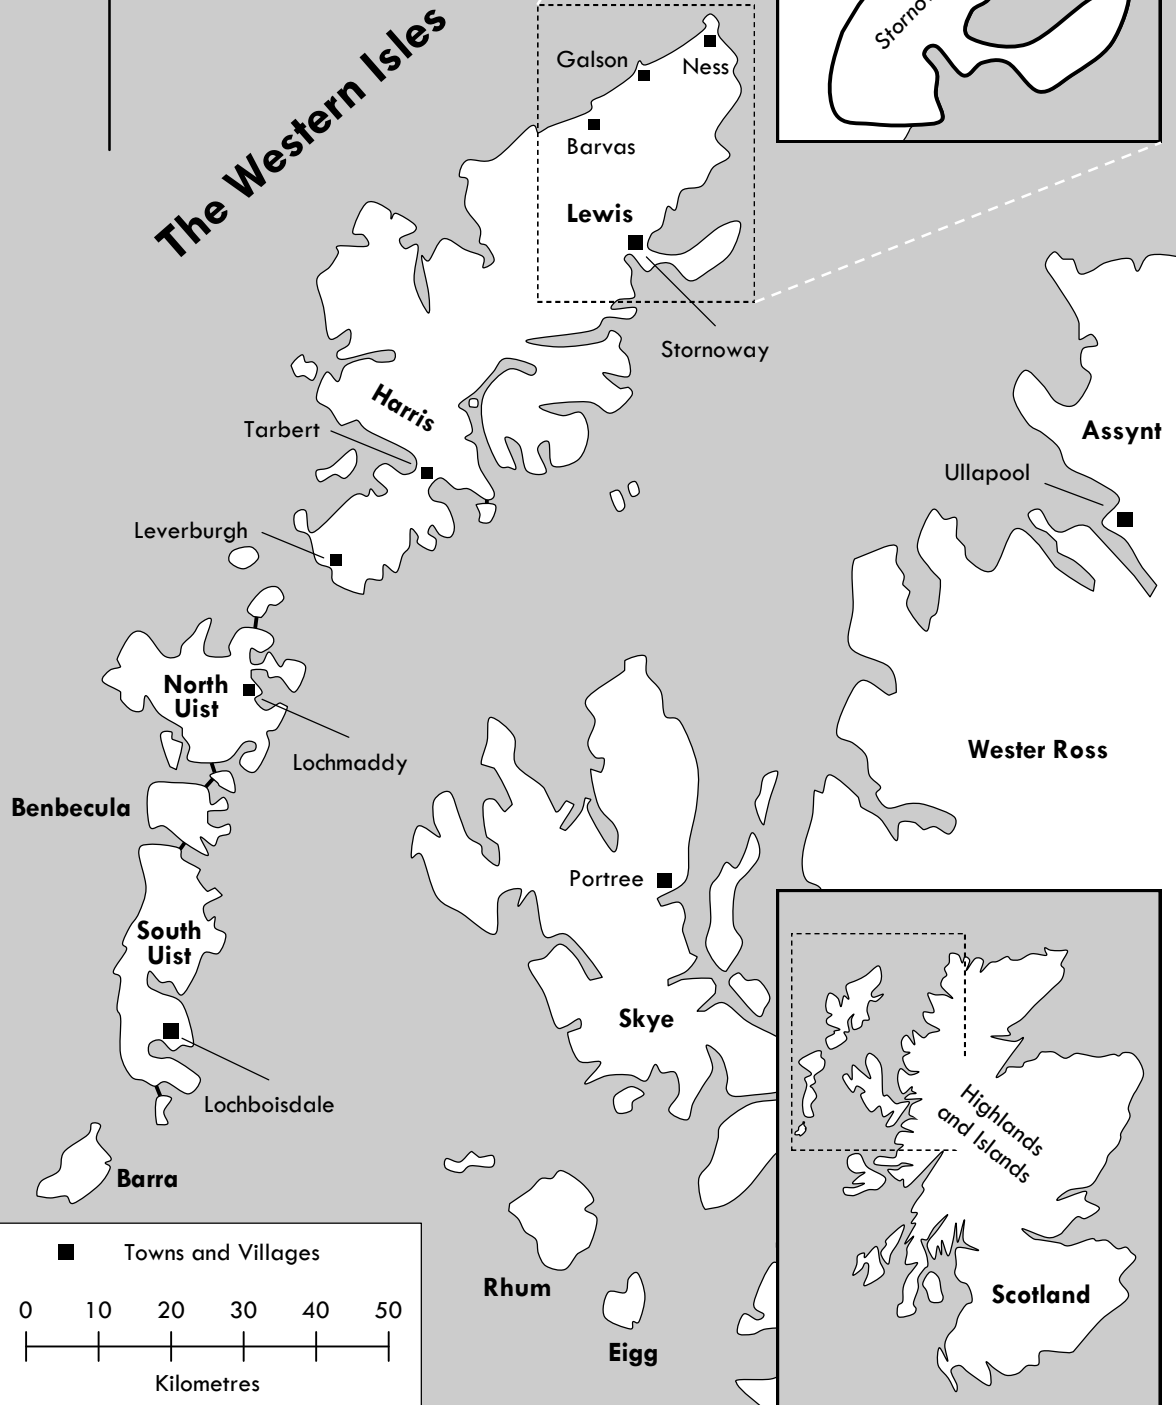 The Western Isles
Stornow
Galson
Ness
Barvas
Lewis
Stornoway
Harris
Tarbert
Assynt
Ullapool
Leverburgh
North
Uist
Lochmaddy
Wester Ross
Benbecula
Portree
South
Uist
Skye
Lochboisdale
Barra
Highlands
and Islands
Rhum
Eigg
Scotland
Towns and Villages
0 10 20 30 40 50
Kilometres